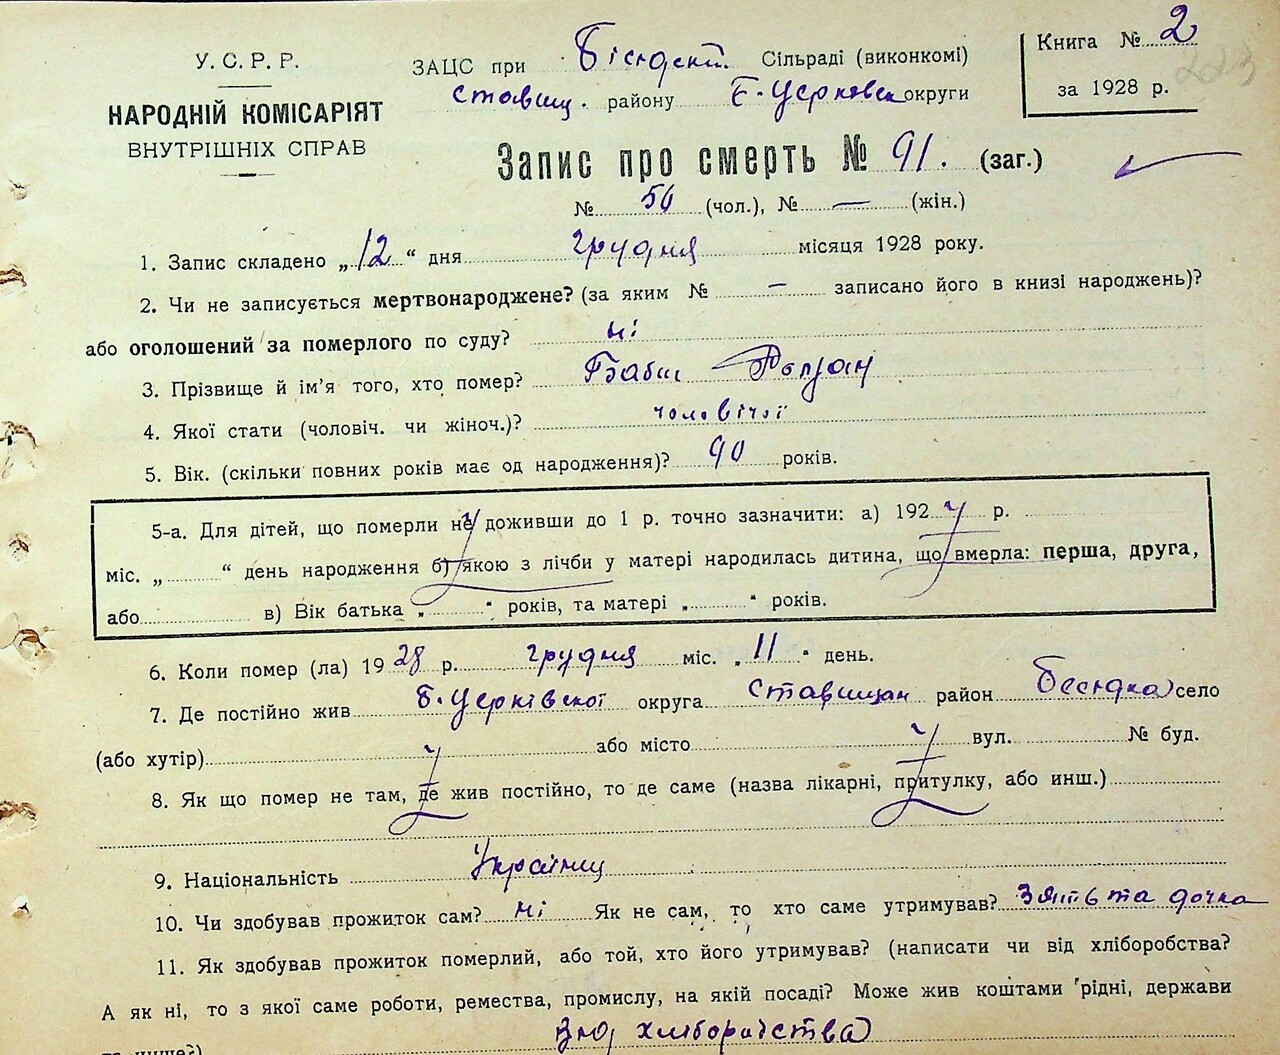 У. С. Р. Р.
НАРОДНІЙ КОМІСАРІЯТ
ВНУТРІШНІХ СПРАВ
ЗАЦС при Сільраді (виконкомі)
Ставищ. району Б.-Церковск округи
Книга № 2
за 1928 р.
223
Запис про смерть № 91. (заг.)
№ 50 (чол.), № — (жін.)
1. Запис складено „12“ дня грудня місяця 1928 року.
2. Чи не записується мертвонароджене? (за яким № — записано його в книзі народжень)?
або оголошений за померлого по суду? ні
3. Прізвище й ім’я того, хто помер?
4. Якої стати (чоловіч. чи жіноч.)? чоловічої
5. Вік. (скільки повних років має од народження)? 90 років.
5-а. Для дітей, що померли не доживши до 1 р. точно зазначити: а) 192 р.
міс. „ “ день народження б) якою з лічби у матері народилась дитина, що вмерла: перша, друга,
або в) Вік батька „ “ років, та матері „ “ років.
6. Коли помер (ла) 1928 р. грудня міс. „11“ день.
7. Де постійно жив Б.-Церківської округа Ставищан район Бесідка село
(або хутір) або місто вул. № буд.
8. Як що помер не там, де жив постійно, то де саме (назва лікарні, притулку, або инш.)
9. Національність Українец
10. Чи здобував прожиток сам? ні Як не сам, то хто саме утримував? Зять та дочка
11. Як здобував прожиток померлий, або той, хто його утримував? (написати чи від хліборобства?
А як ні, то з якої саме роботи, ремества, промислу, на якій посаді? Може жив коштами рідні, держави